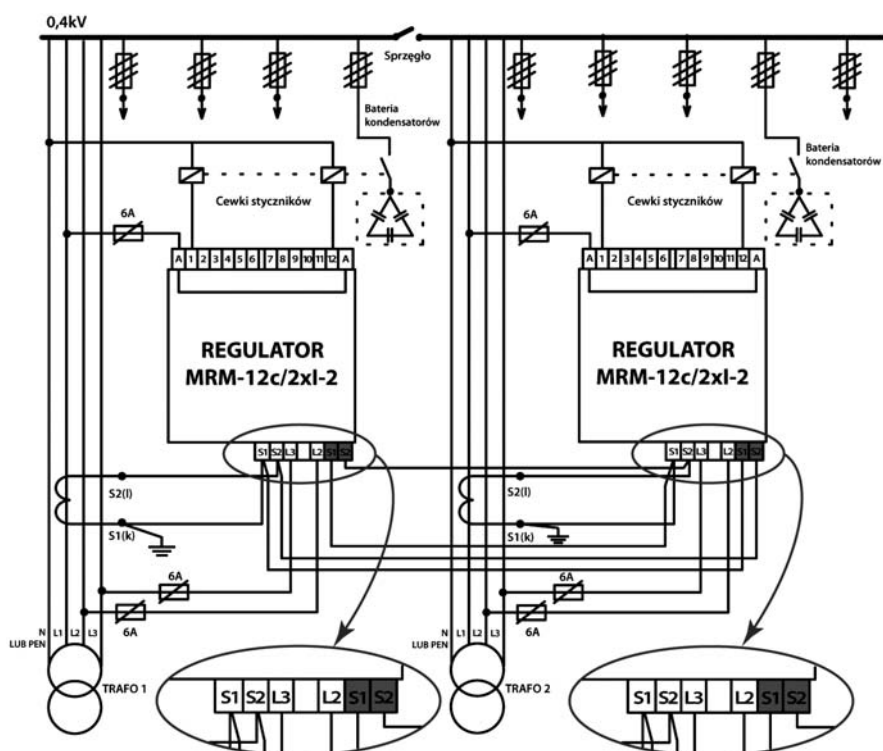 0,4kV
Sprzęgło
Bateria
kondensatorów
Bateria
kondensatorów
Cewki styczników
Cewki styczników
6A
6A
A 1 2 3 4 5 6 7 8 9 10 11 12 A
A 1 2 3 4 5 6 7 8 9 10 11 12 A
REGULATOR
MRM-12c/2xI-2
REGULATOR
MRM-12c/2xI-2
S1 S2 L3 L2 S1 S2
S1 S2 L3 L2 S1 S2
S2(l)
S1(k)
S2(l)
S1(k)
6A
6A
6A
6A
N L1 L2 L3
LUB PEN
N L1 L2 L3
LUB PEN
TRAFO 1
TRAFO 2
S1 S2 L3 L2 S1 S2
S1 S2 L3 L2 S1 S2